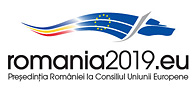 romania2019.eu
Președinția României la Consiliul Uniunii Europene